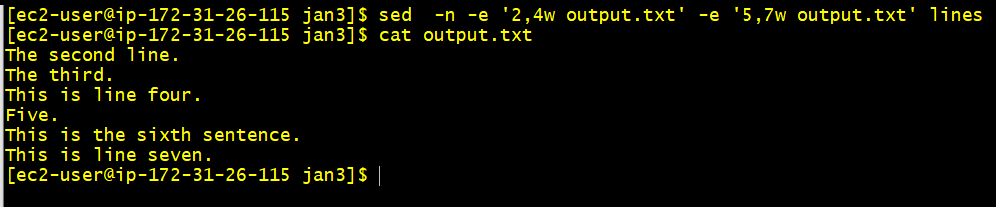 [ec2-user@ip-172-31-26-115 jan3]$ sed  -n -e '2,4w output.txt' -e '5,7w output.txt' lines
[ec2-user@ip-172-31-26-115 jan3]$ cat output.txt
The second line.
The third.
This is line four.
Five.
This is the sixth sentence.
This is line seven.
[ec2-user@ip-172-31-26-115 jan3]$